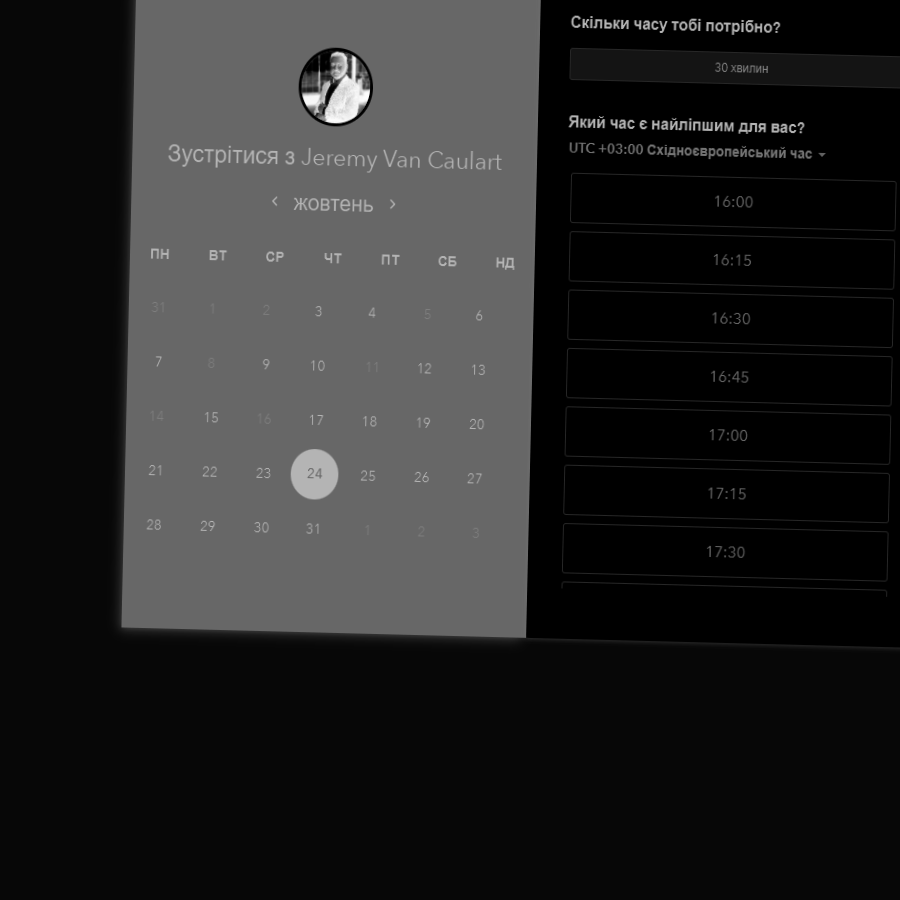 Зустрітися з Jeremy Van Caulart
жовтень
ПН ВТ СР ЧТ ПТ СБ НД
31 1 2 3 4 5 6
7 8 9 10 11 12 13
14 15 16 17 18 19 20
21 22 23 24 25 26 27
28 29 30 31 1 2 3
Скільки часу тобі потрібно?
30 хвилин
Який час є найліпшим для вас?
UTC +03:00 Східноєвропейський час
16:00
16:15
16:30
16:45
17:00
17:15
17:30